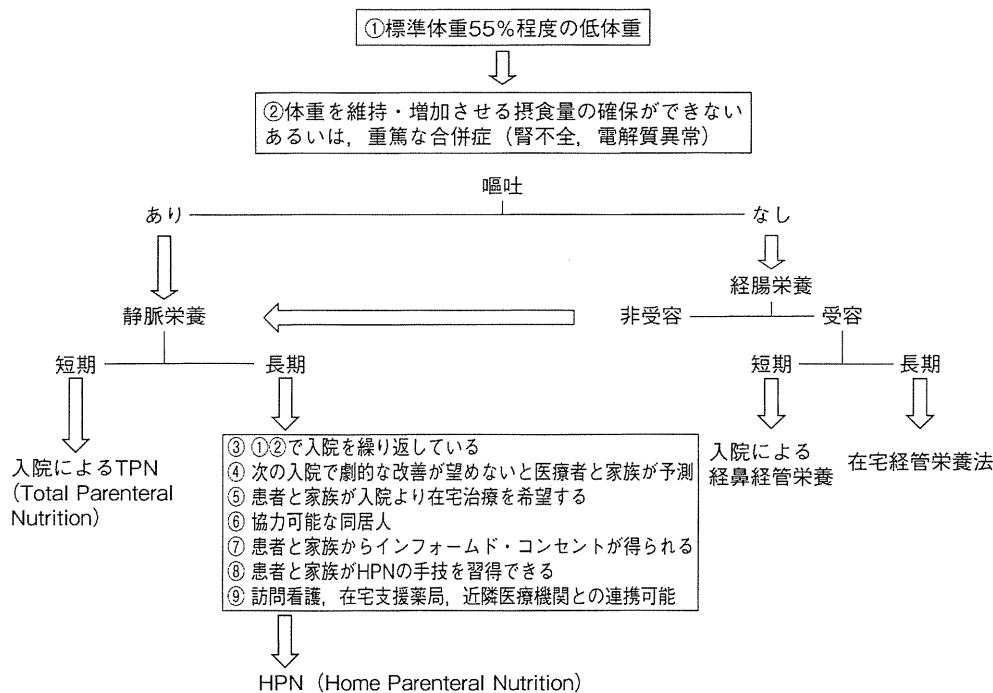 ①標準体重55%程度の低体重
②体重を維持・増加させる摂食量の確保ができない
あるいは，重篤な合併症（腎不全，電解質異常）
嘔吐
あり
なし
経腸栄養
静脈栄養
非受容
受容
短期
長期
短期
長期
入院によるTPN
(Total Parenteral
Nutrition)
③ ①②で入院を繰り返している
④ 次の入院で劇的な改善が望めないと医療者と家族が予測
⑤ 患者と家族が入院より在宅治療を希望する
⑥ 協力可能な同居人
⑦ 患者と家族からインフォームド・コンセントが得られる
⑧ 患者と家族がHPNの手技を習得できる
⑨ 訪問看護，在宅支援薬局，近隣医療機関との連携可能
入院による
経鼻経管栄養
在宅経管栄養法
HPN（Home Parenteral Nutrition）